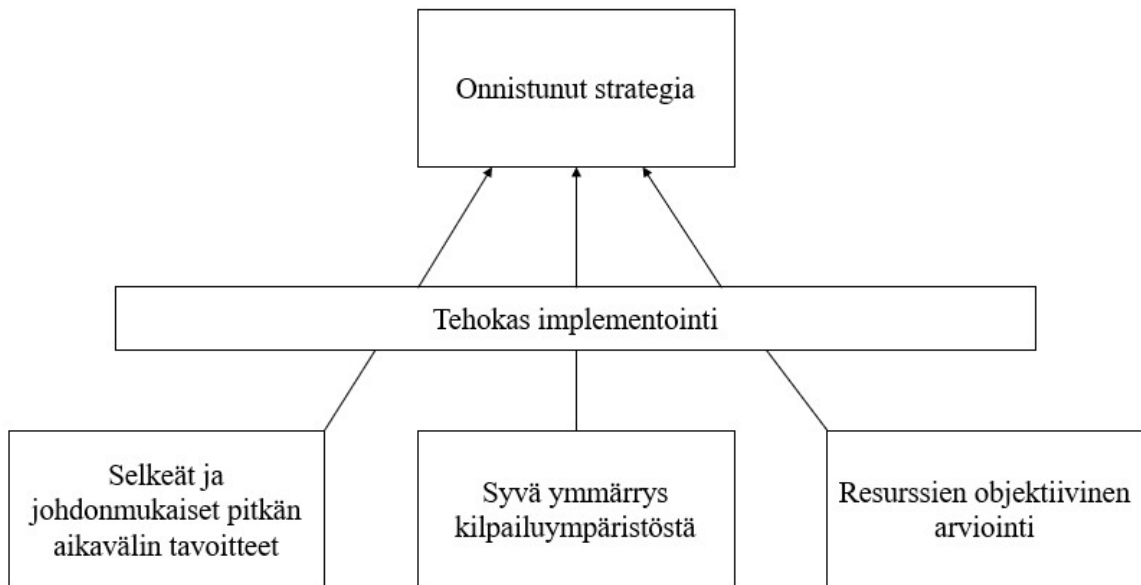 Onnistunut strategia
Tehokas implementointi
Selkeät ja
johdonmukaiset pitkän
aikavälin tavoitteet
Syvä ymmärrys
kilpailuympäristöstä
Resurssien objektiivinen
arviointi